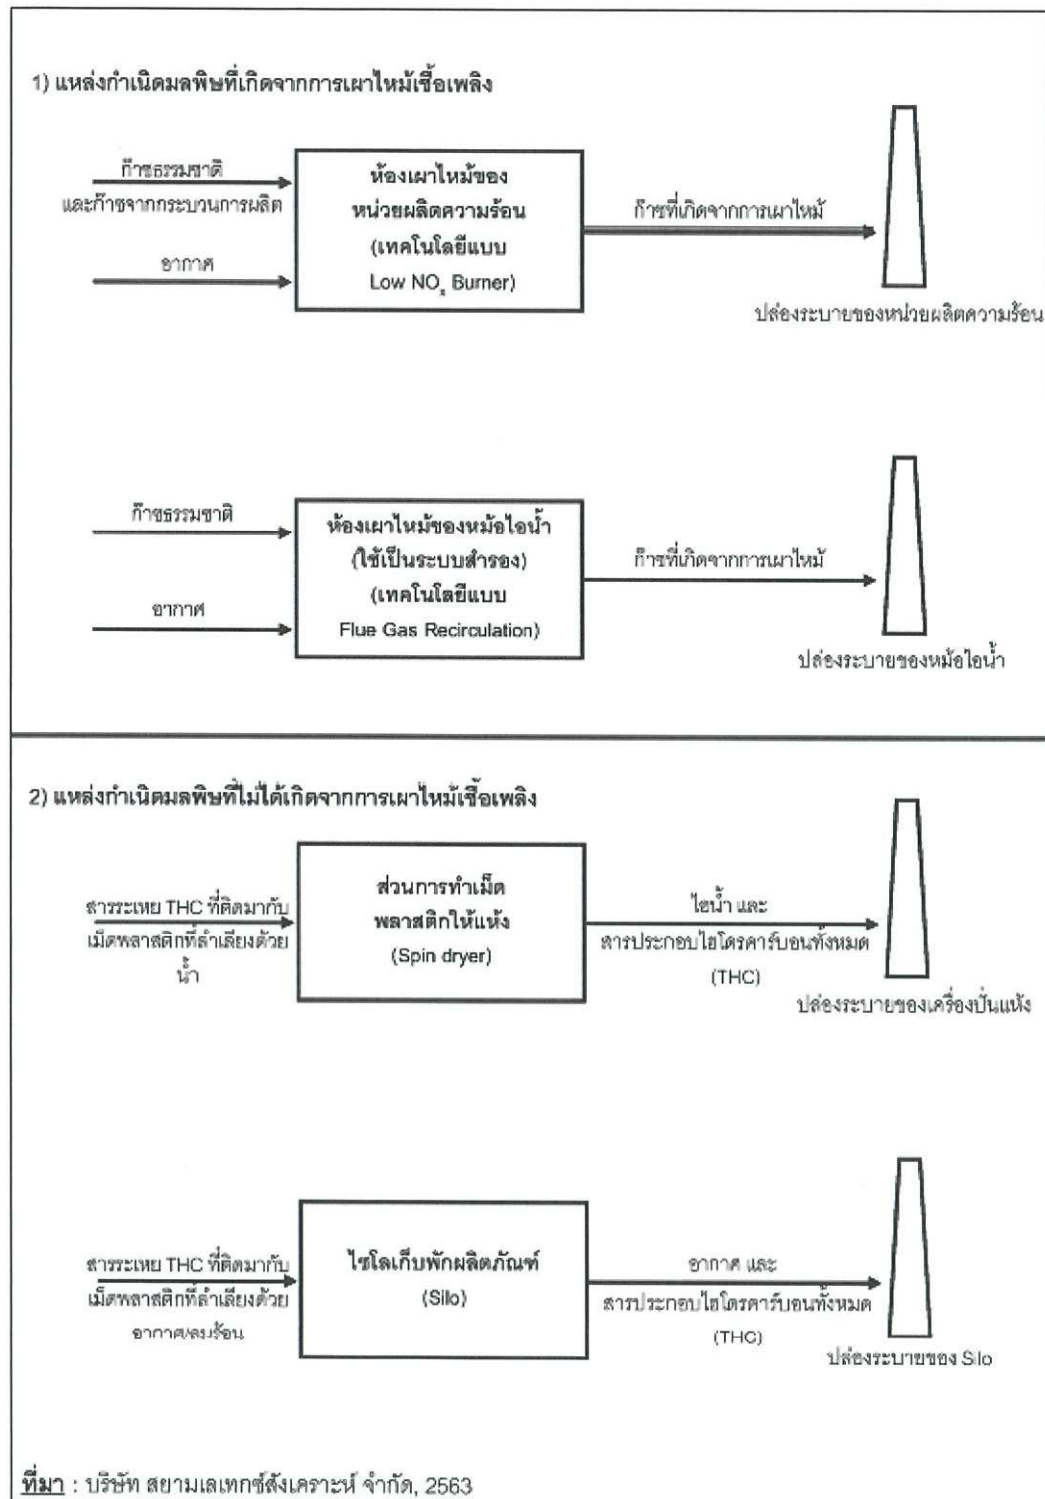 1) แหล่งกำเนิดมลพิษที่เกิดจากการเผาไหม้เชื้อเพลิง
ก๊าซธรรมชาติ
และก๊าซจากกระบวนการผลิต
อากาศ
ห้องเผาไหม้ของ
หน่วยผลิตความร้อน
(เทคโนโลยีแบบ
Low NOx Burner)
ก๊าซที่เกิดจากการเผาไหม้
ปล่องระบายของหน่วยผลิตความร้อน
ก๊าซธรรมชาติ
อากาศ
ห้องเผาไหม้ของหม้อไอน้ำ
(ใช้เป็นระบบสำรอง)
(เทคโนโลยีแบบ
Flue Gas Recirculation)
ก๊าซที่เกิดจากการเผาไหม้
ปล่องระบายของหม้อไอน้ำ
2) แหล่งกำเนิดมลพิษที่ไม่ได้เกิดจากการเผาไหม้เชื้อเพลิง
สารระเหย THC ที่ติดมากับ
เม็ดพลาสติกที่ลำเลียงด้วย
น้ำ
ส่วนการทำเม็ด
พลาสติกให้แห้ง
(Spin dryer)
ไอน้ำ และ
สารประกอบไฮโดรคาร์บอนทั้งหมด
(THC)
ปล่องระบายของเครื่องปั่นแห้ง
สารระเหย THC ที่ติดมากับ
เม็ดพลาสติกที่ลำเลียงด้วย
อากาศ/ลมร้อน
ไซโลเก็บพักผลิตภัณฑ์
(Silo)
อากาศ และ
สารประกอบไฮโดรคาร์บอนทั้งหมด
(THC)
ปล่องระบายของ Silo
ที่มา : บริษัท สยามเลเทกซ์สังเคราะห์ จำกัด, 2563